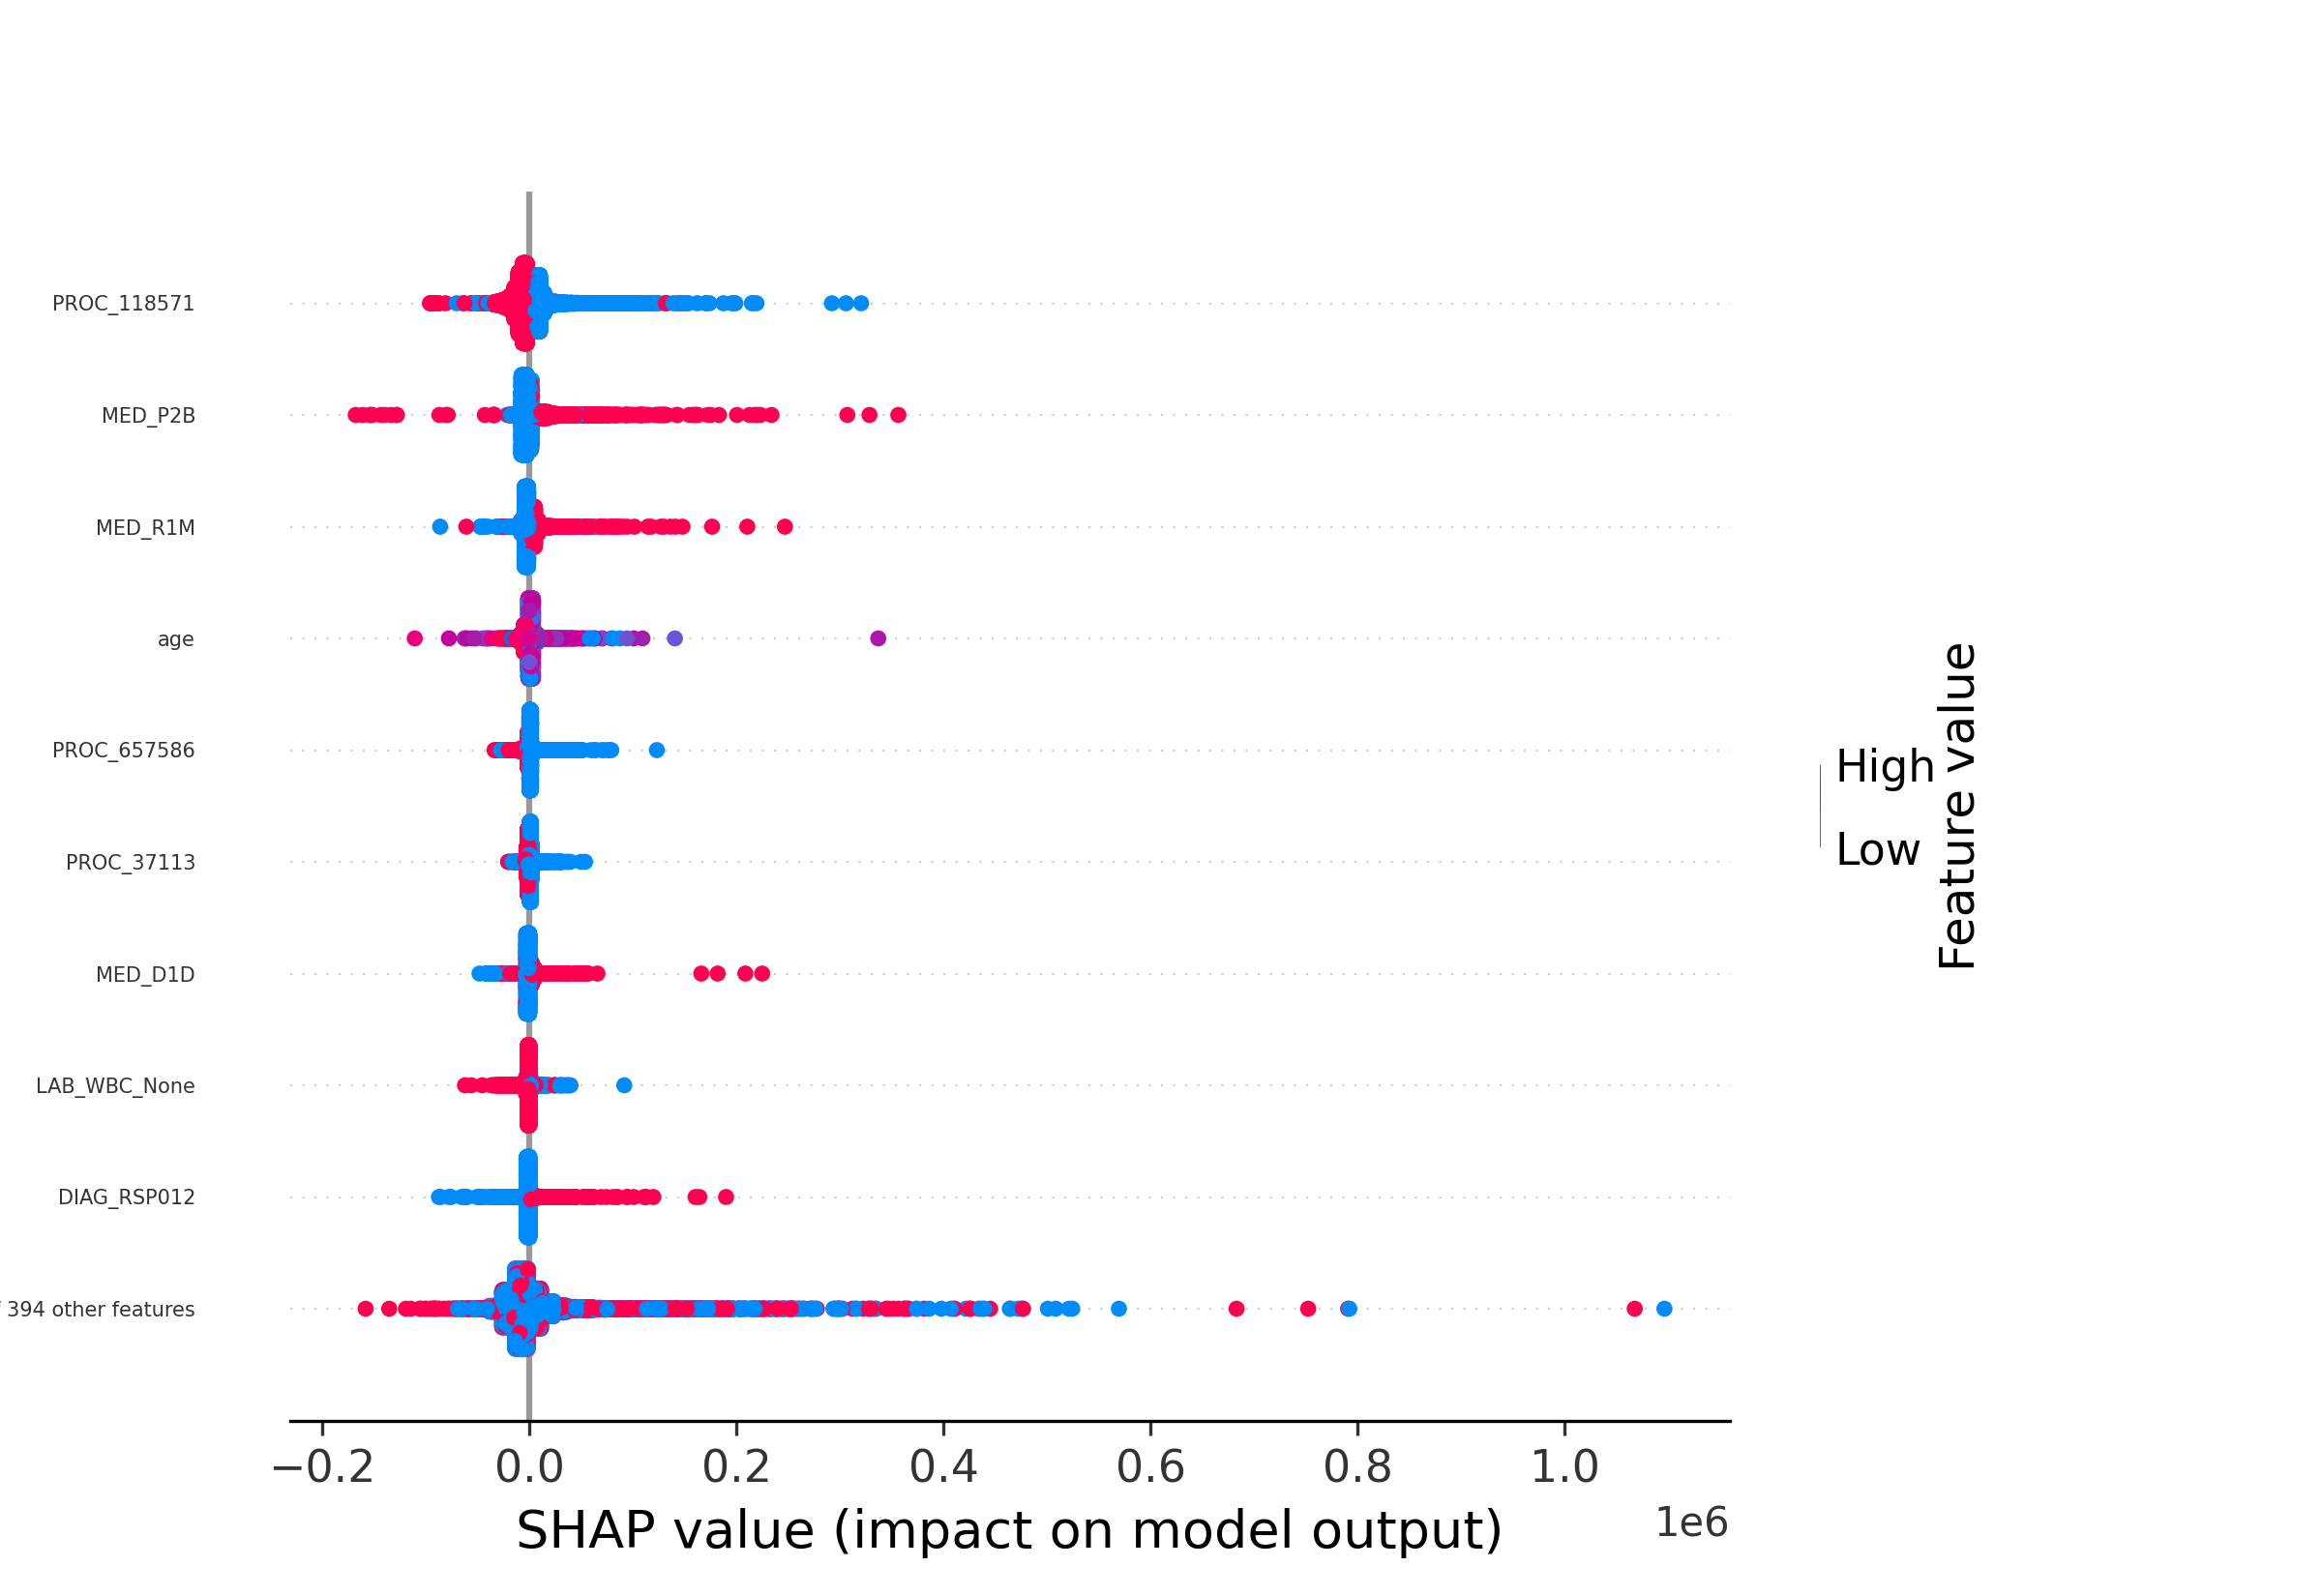 PROC_118571
MED_P2B
MED_R1M
age
PROC_657586
PROC_37113
MED_D1D
LAB_WBC_None
DIAG_RSP012
394 other features
−0.2 0.0 0.2 0.4 0.6 0.8 1.0
1e6
SHAP value (impact on model output)
High
Low
Feature value